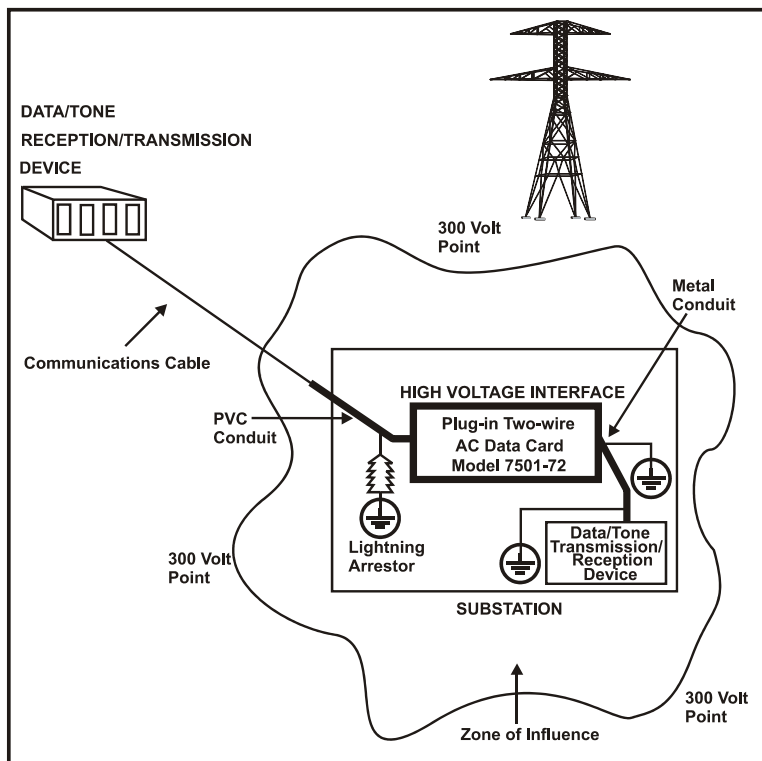 DATA/TONE
RECEPTION/TRANSMISSION
DEVICE
300 Volt
Point
Metal
Conduit
Communications Cable
HIGH VOLTAGE INTERFACE
PVC
Conduit
Plug-in Two-wire
AC Data Card
Model 7501-72
Lightning
Arrestor
Data/Tone
Transmission/
Reception
Device
300 Volt
Point
SUBSTATION
300 Volt
Point
Zone of Influence